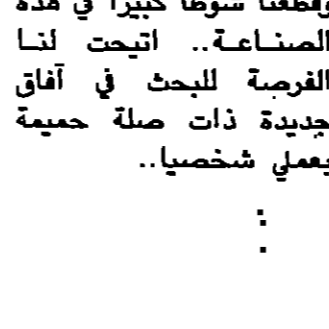 وقطعنا شوطا كبيرا في هذه
الصناعة.. اتيحت لنا
الفرصة للبحث في آفاق
جديدة ذات صلة حميمة
بعملي شخصيا..
:
.